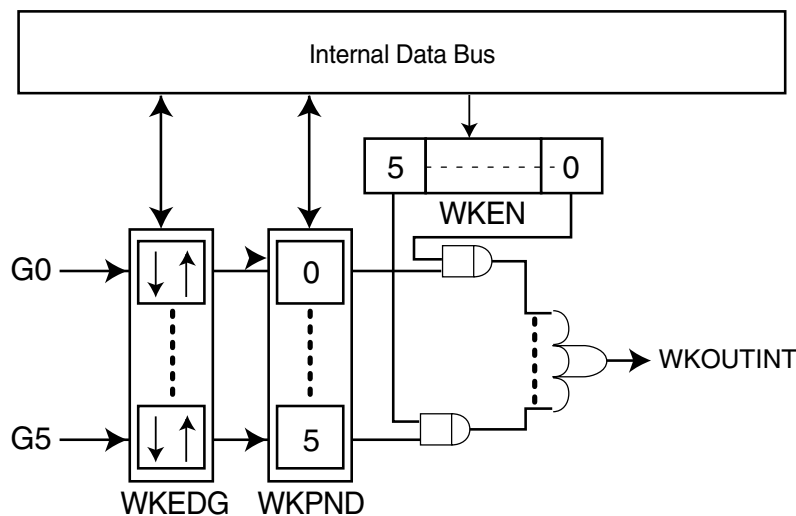 Internal Data Bus
5 0
WKEN
G0 0
WKOUTINT
G5 5
WKEDG WKPND